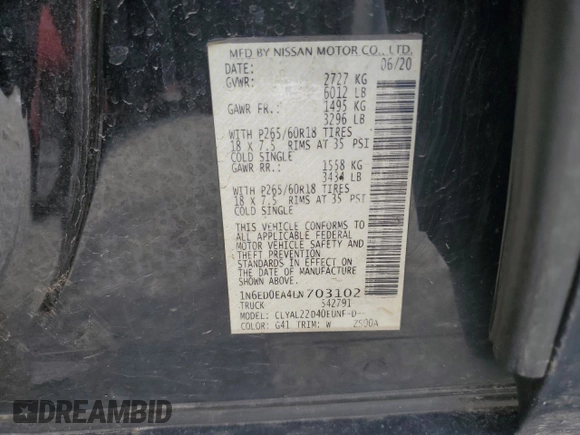 MFD BY NISSAN MOTOR CO., LTD.
DATE: 06/20
GVWR: 2727 KG
6012 LB
GAWR FR.: 1495 KG
3296 LB
WITH P265/60R18 TIRES
18 X 7.5 RIMS AT 35 PSI
COLD SINGLE
GAWR RR.: 1558 KG
3434 LB
WITH P265/60R18 TIRES
18 X 7.5 RIMS AT 35 PSI
COLD SINGLE
THIS VEHICLE CONFORMS TO
ALL APPLICABLE FEDERAL
MOTOR VEHICLE SAFETY AND
THEFT PREVENTION
STANDARDS IN EFFECT ON
THE DATE OF MANUFACTURE
SHOWN ABOVE.
1N6ED0EA4LN703102
TRUCK 542791
MODEL: CLYAL22D40EUNF-D--
COLOR: G41 TRIM: W 2S00A
DREAMBID